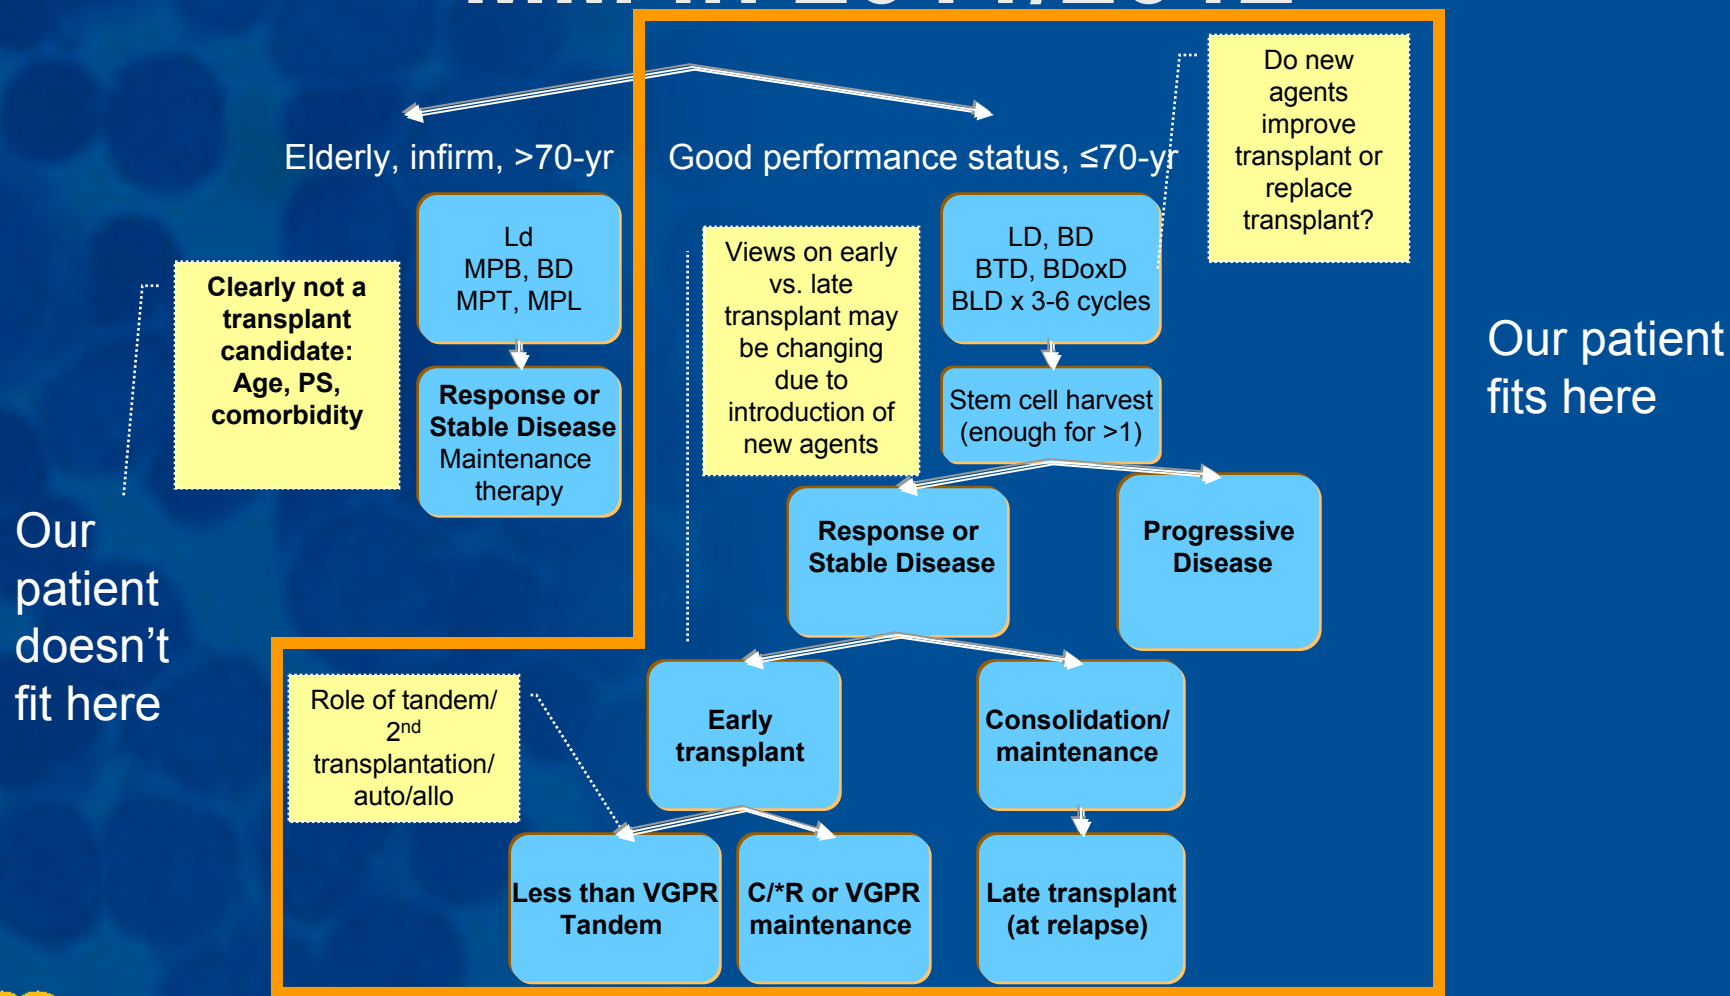 Elderly, infirm, >70-yr
Good performance status, ≤70-yr
Do new
agents
improve
transplant or
replace
transplant?
Ld
MPB, BD
MPT, MPL
Views on early
vs. late
transplant may
be changing
due to
introduction of
new agents
LD, BD
BTD, BDoxD
BLD x 3-6 cycles
Clearly not a
transplant
candidate:
Age, PS,
comorbidity
Our patient
fits here
Response or
Stable Disease
Maintenance
therapy
Stem cell harvest
(enough for >1)
Our
patient
doesn’t
fit here
Response or
Stable Disease
Progressive
Disease
Role of tandem/
2nd
transplantation/
auto/allo
Early
transplant
Consolidation/
maintenance
Less than VGPR
Tandem
C/*R or VGPR
maintenance
Late transplant
(at relapse)